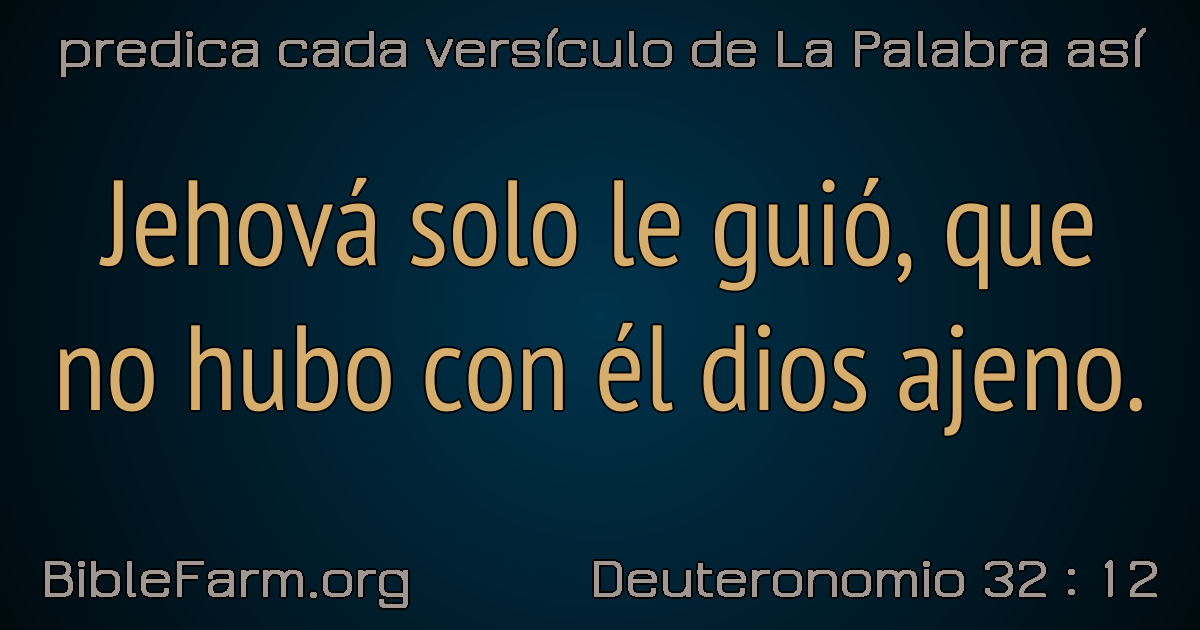 predica cada versículo de La Palabra así
Jehová solo le guió, que
no hubo con él dios ajeno.
BibleFarm.org
Deuteronomio 32 : 12